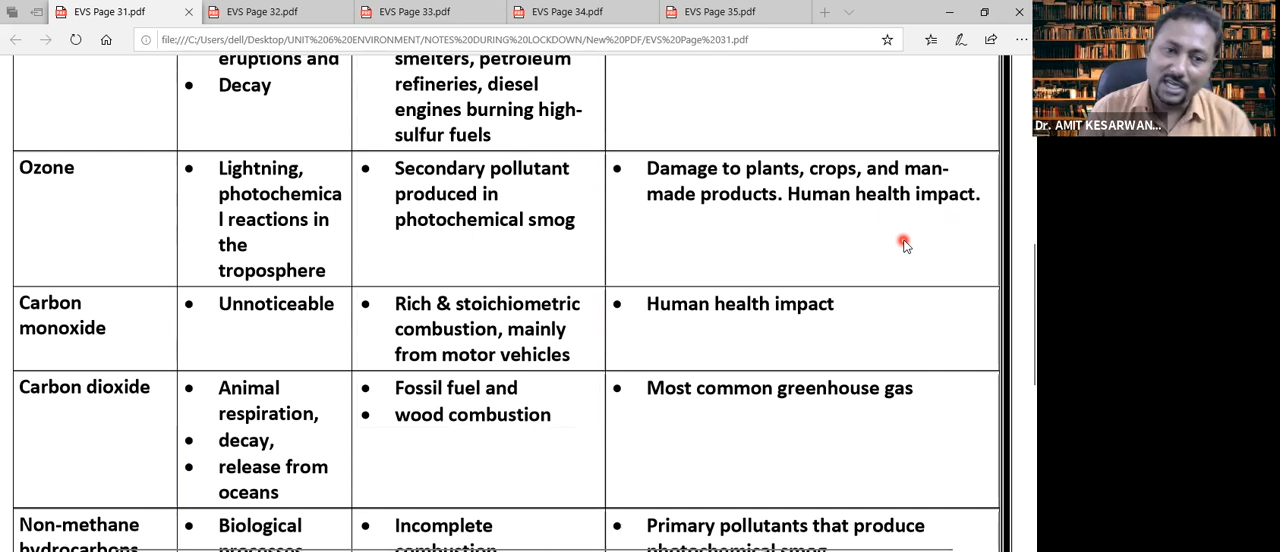 EVS Page 31.pdf
EVS Page 32.pdf
EVS Page 33.pdf
EVS Page 34.pdf
EVS Page 35.pdf
file:///C:/Users/dell/Desktop/UNIT%206%20ENVIRONMENT/NOTES%20DURING%20LOCKDOWN/New%20PDF/EVS%20Page%2031.pdf
Dr. AMIT KESARWAN...
eruptions and
• Decay
smelters, petroleum
refineries, diesel
engines burning high-
sulfur fuels
Ozone
• Lightning,
photochemica
l reactions in
the
troposphere
• Secondary pollutant
produced in
photochemical smog
• Damage to plants, crops, and man-
made products. Human health impact.
Carbon
monoxide
• Unnoticeable
• Rich & stoichiometric
combustion, mainly
from motor vehicles
• Human health impact
Carbon dioxide
• Animal
respiration,
• decay,
• release from
oceans
• Fossil fuel and
• wood combustion
• Most common greenhouse gas
Non-methane
hydrocarbons
• Biological
processes
• Incomplete
combustion
• Primary pollutants that produce
photochemical smog